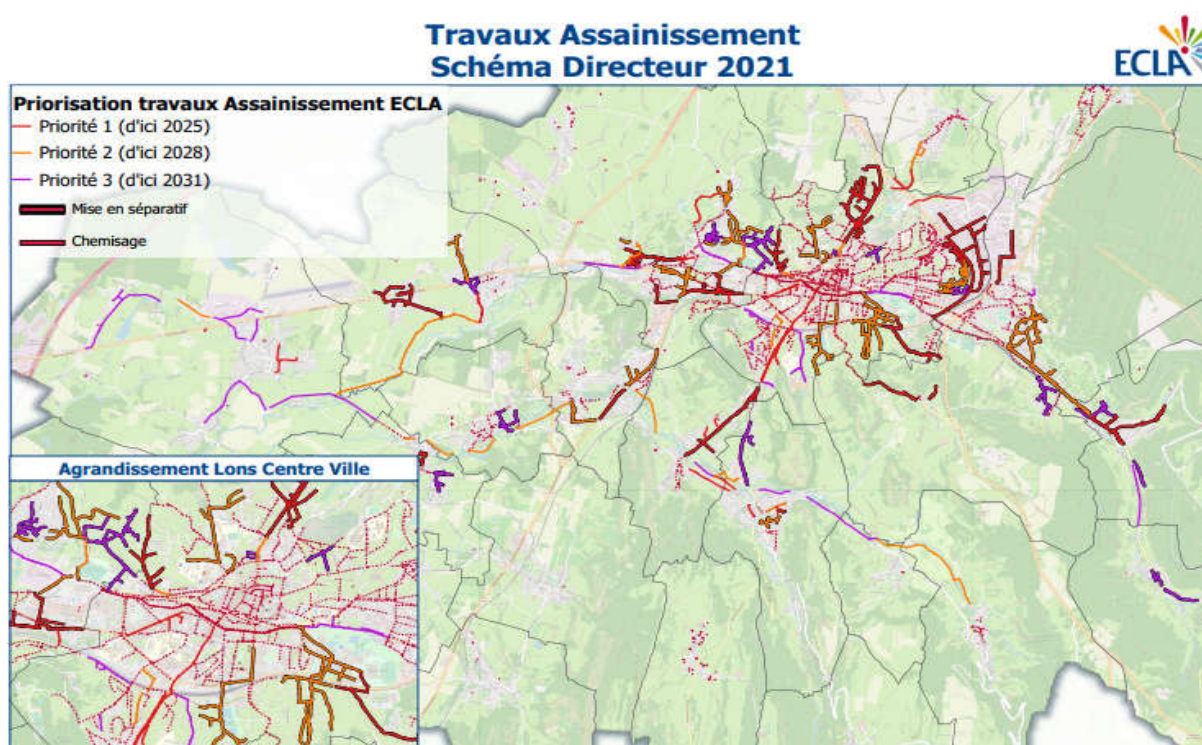 Travaux Assainissement
Schéma Directeur 2021
ECLA
Priorisation travaux Assainissement ECLA
Priorité 1 (d'ici 2025)
Priorité 2 (d'ici 2028)
Priorité 3 (d'ici 2031)
Mise en séparatif
Chemisage
Agrandissement Lons Centre Ville